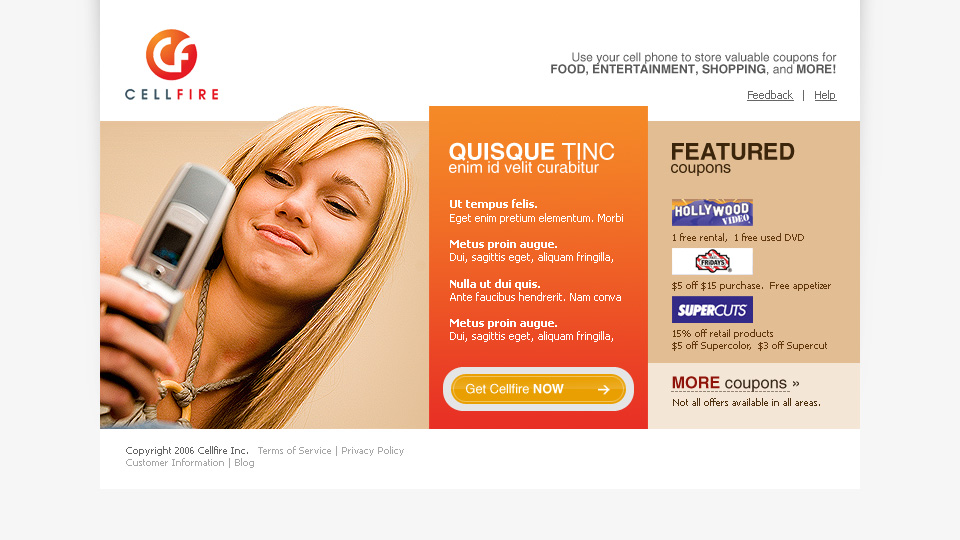 CF
CELLFIRE
Use your cell phone to store valuable coupons for
FOOD, ENTERTAINMENT, SHOPPING, and MORE!
Feedback | Help
QUISQUE TINC
enim id velit curabitur
Ut tempus felis.
Eget enim pretium elementum. Morbi
Metus proin augue.
Dui, sagittis eget, aliquam fringilla,
Nulla ut dui quis.
Ante faucibus hendrerit. Nam conva
Metus proin augue.
Dui, sagittis eget, aliquam fringilla,
Get Cellfire NOW
FEATURED
coupons
HOLLYWOOD
VIDEO
1 free rental, 1 free used DVD
FRIDAYS
$5 off $15 purchase. Free appetizer
SUPERCUTS
15% off retail products
$5 off Supercolor, $3 off Supercut
MORE coupons »
Not all offers available in all areas.
Copyright 2006 Cellfire Inc. Terms of Service | Privacy Policy
Customer Information | Blog